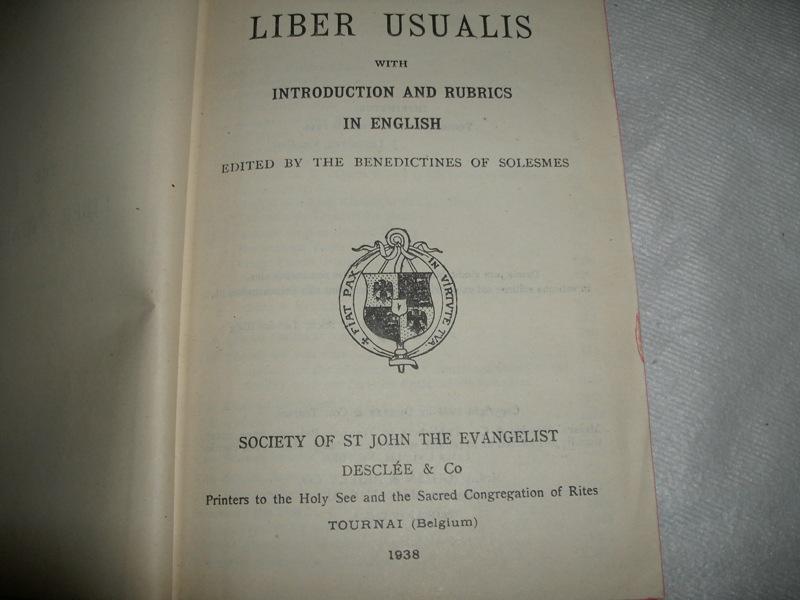 LIBER USUALIS
WITH
INTRODUCTION AND RUBRICS
IN ENGLISH
EDITED BY THE BENEDICTINES OF SOLESMES
✠ FIAT PAX IN VIRTVTE TVA
SOCIETY OF ST JOHN THE EVANGELIST
DESCLÉE & Co
Printers to the Holy See and the Sacred Congregation of Rites
TOURNAI (Belgium)
1938